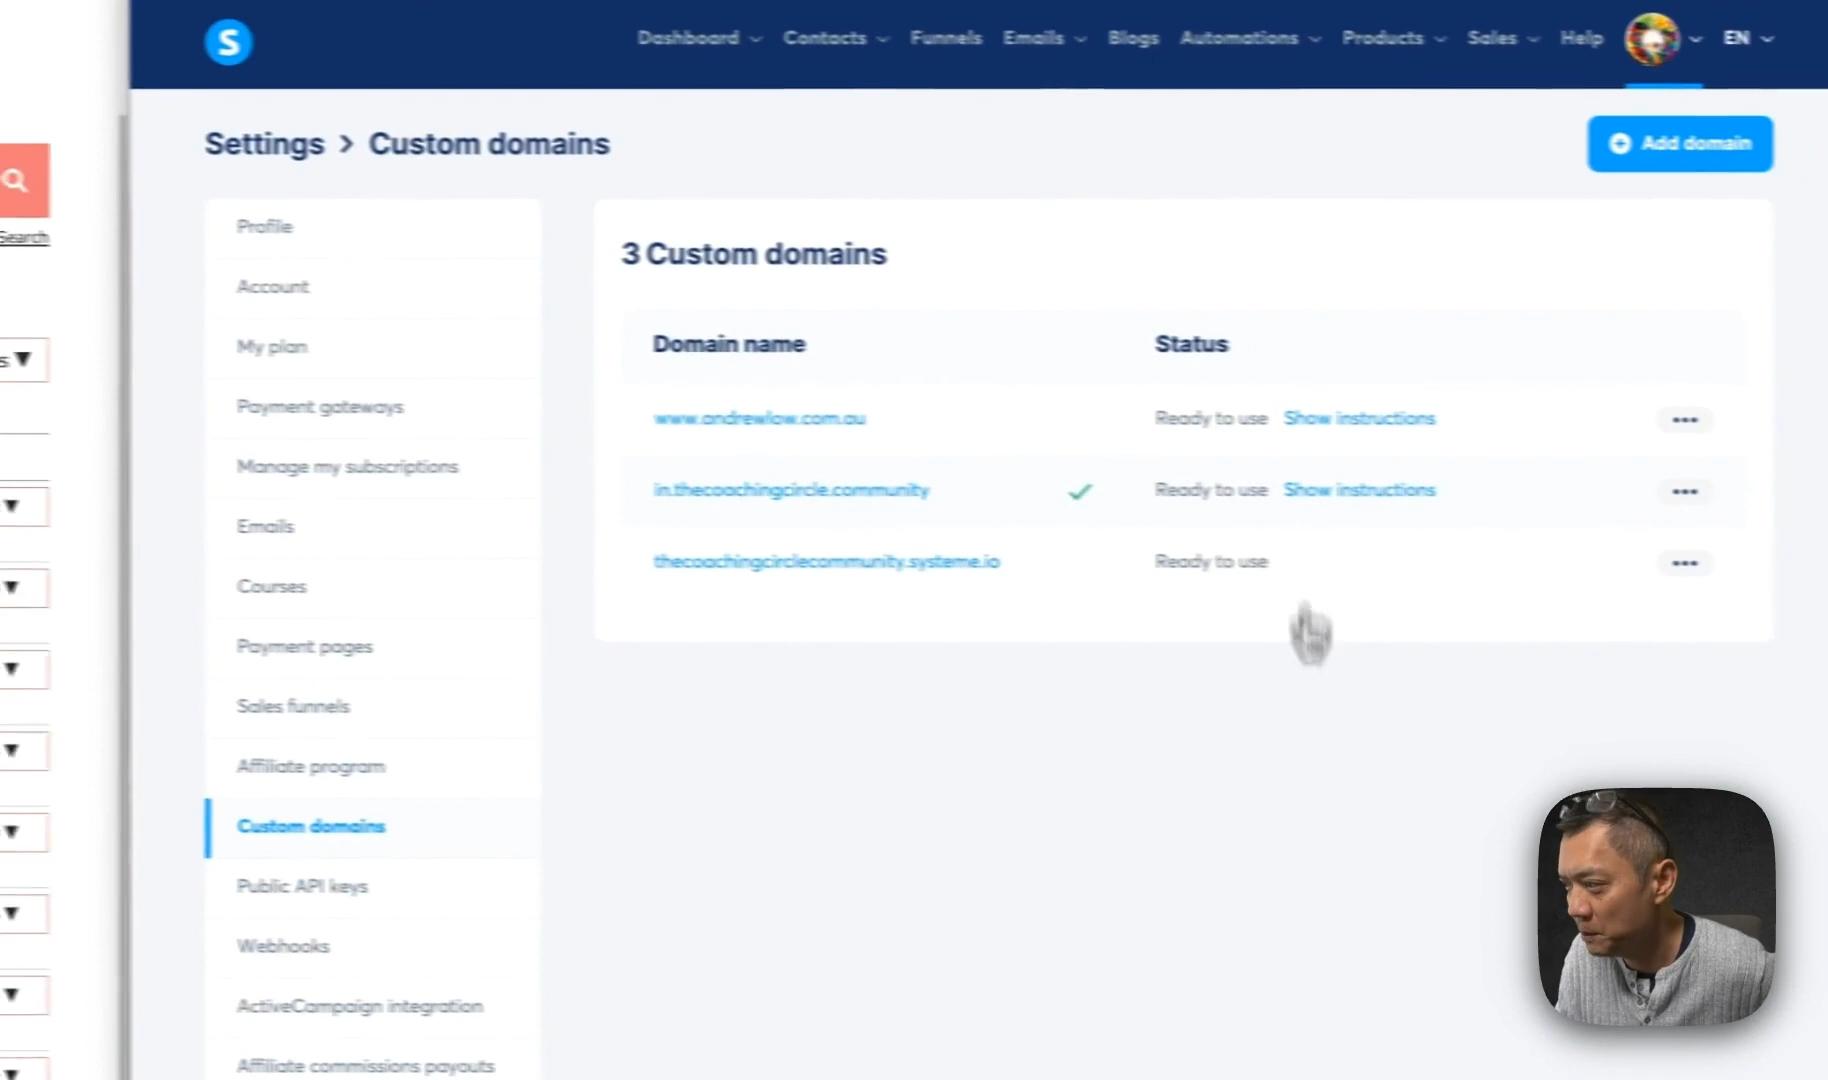 S
Dashboard Contacts Funnels Emails Blogs Automations Products Sales Help EN
Settings > Custom domains
Add domain
Search
s
Profile
Account
My plan
Payment gateways
Manage my subscriptions
Emails
Courses
Payment pages
Sales funnels
Affiliate program
Custom domains
Public API keys
Webhooks
ActiveCampaign integration
Affiliate commissions payouts
3 Custom domains
Domain name Status
www.andrewlow.com.au Ready to use Show instructions
in.thecoachingcircle.community Ready to use Show instructions
thecoachingcirclecommunity.systeme.io Ready to use